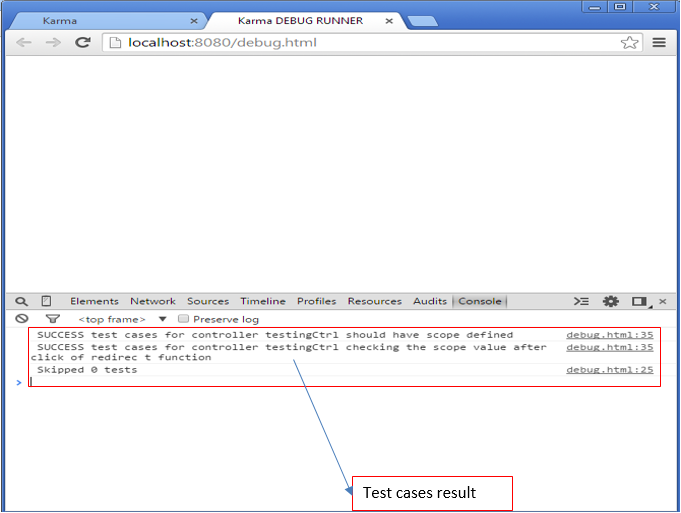 Karma
Karma DEBUG RUNNER
localhost:8080/debug.html
Elements Network Sources Timeline Profiles Resources Audits Console
<top frame> Preserve log
SUCCESS test cases for controller testingCtrl should have scope defined debug.html:35
SUCCESS test cases for controller testingCtrl checking the scope value after debug.html:35
click of redirec t function
Skipped 0 tests debug.html:25
Test cases result